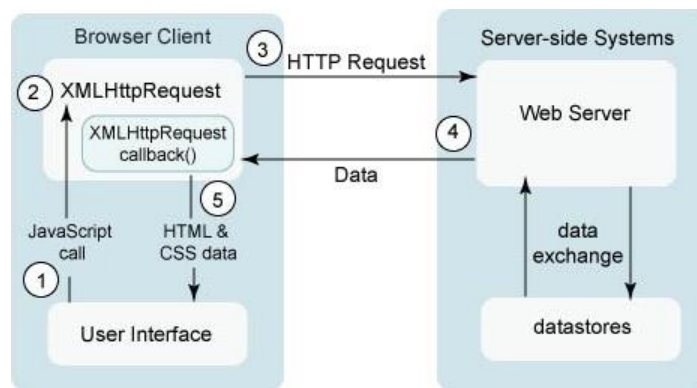 Browser Client
3
HTTP Request
Server-side Systems
2
XMLHttpRequest
XMLHttpRequest
callback()
Web Server
4
Data
5
JavaScript
call
HTML &
CSS data
data
exchange
1
User Interface
datastores